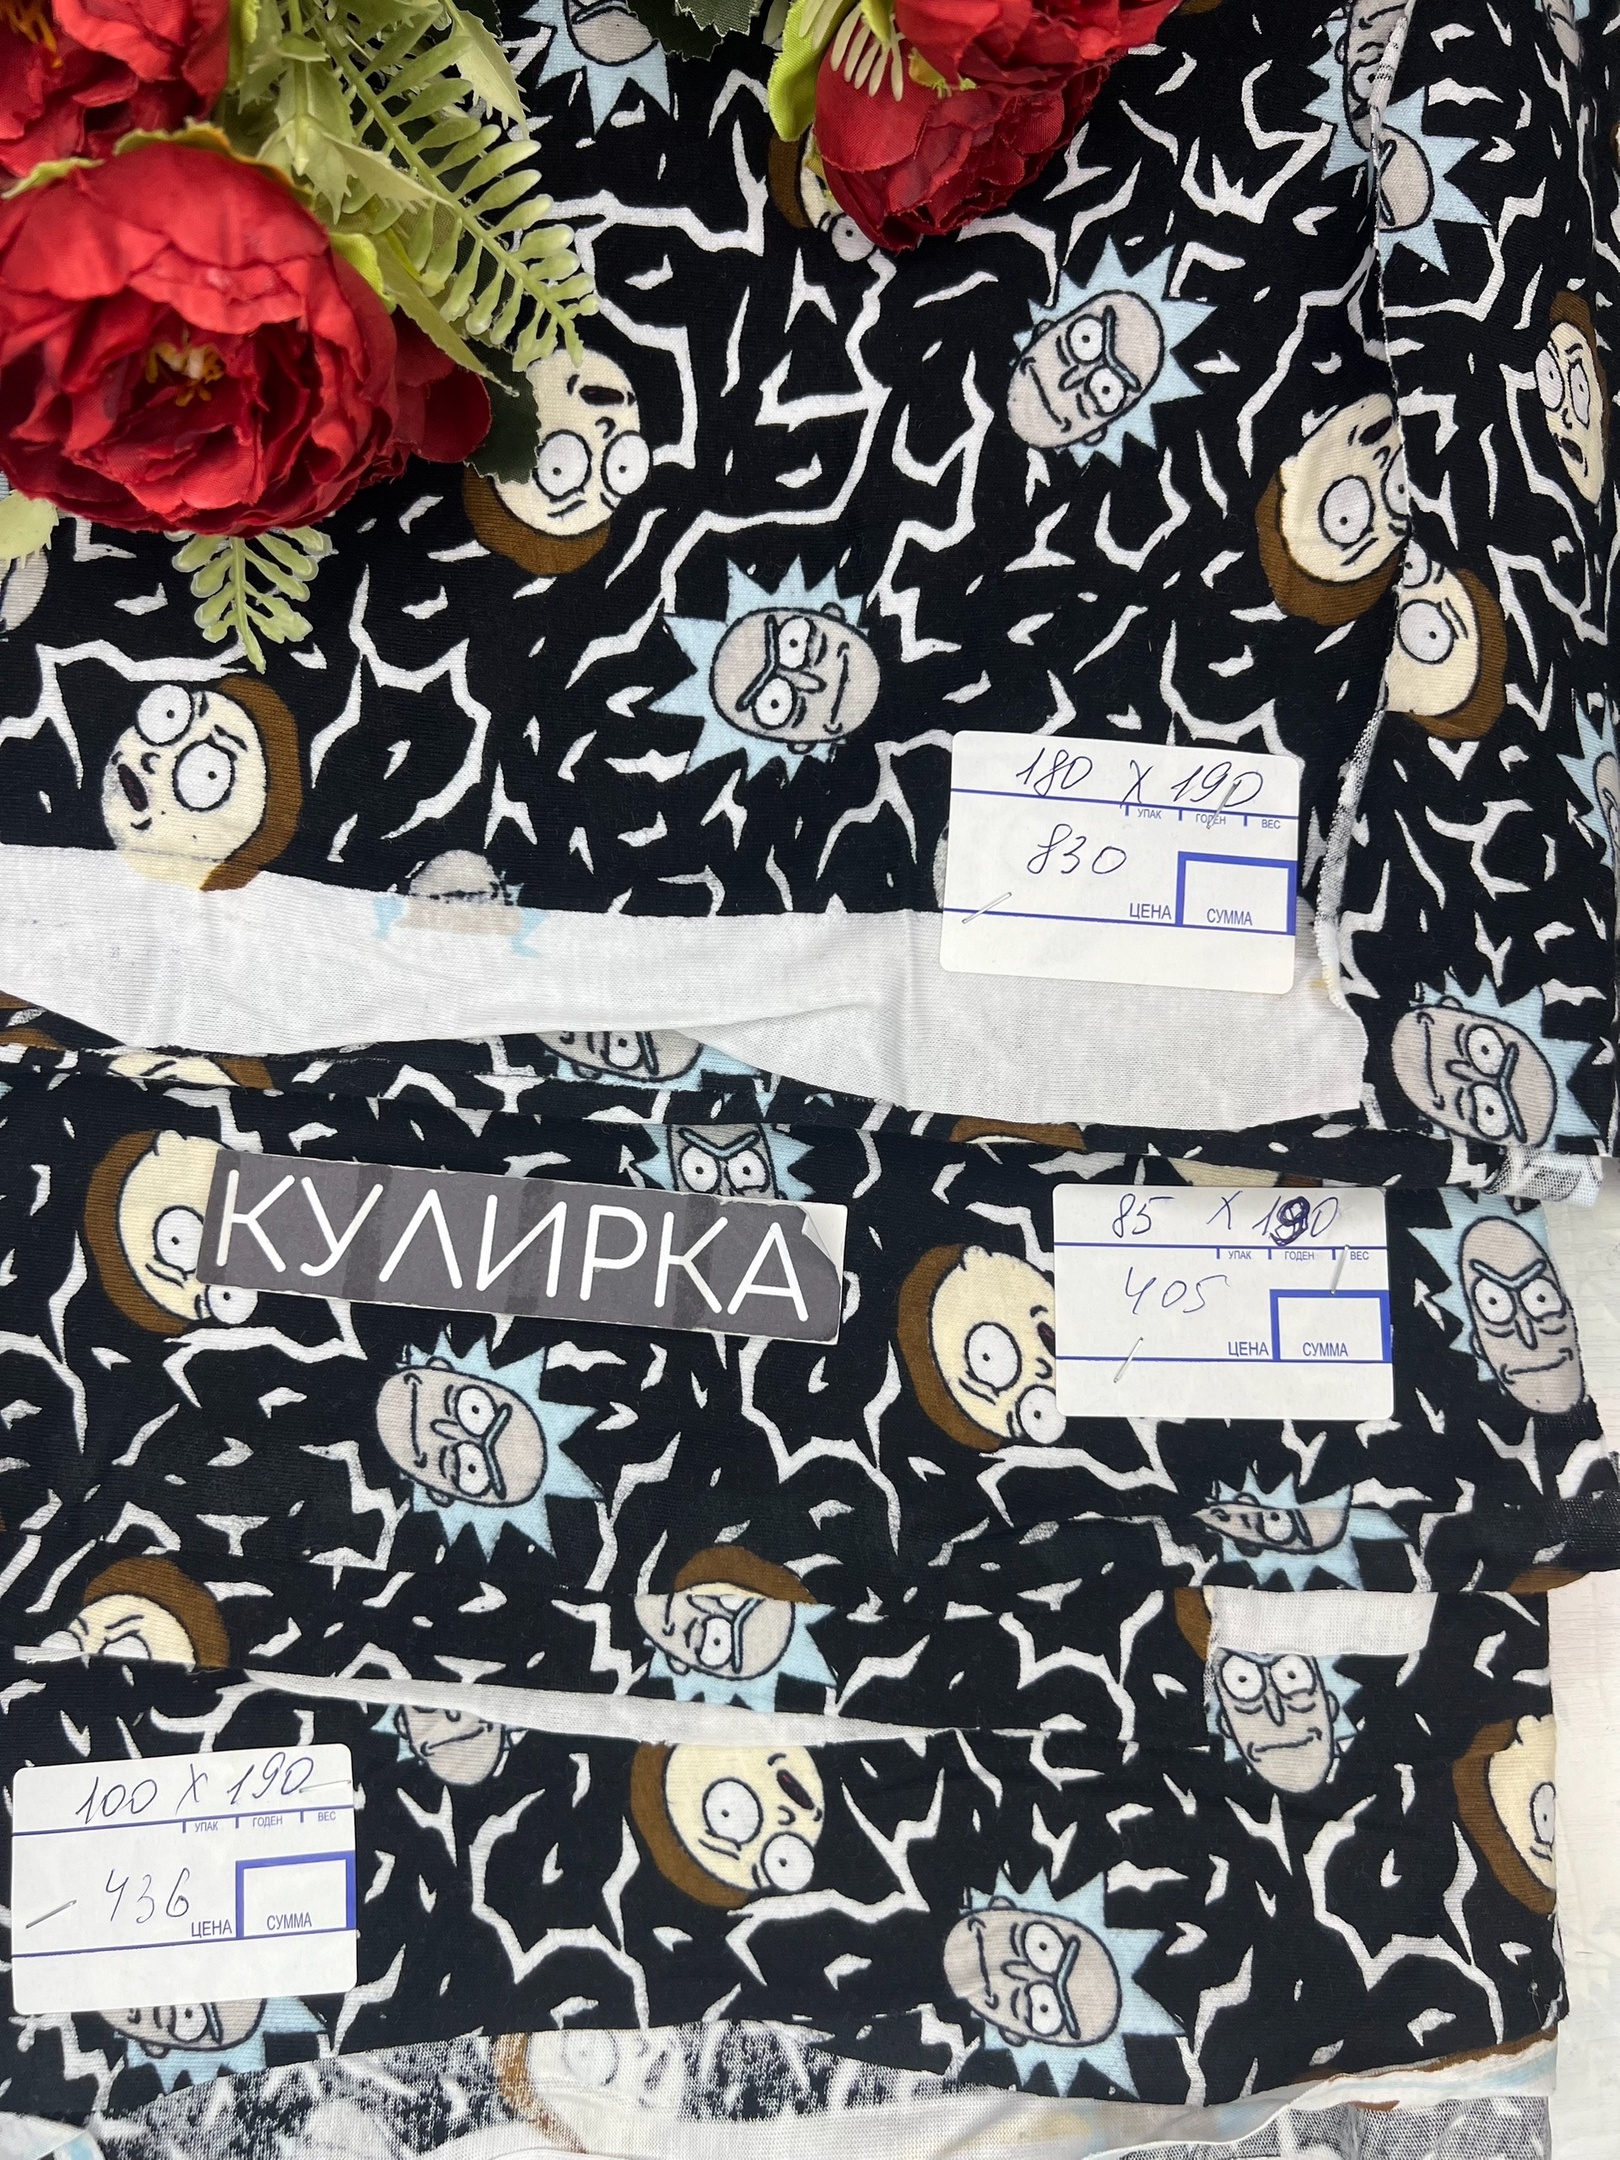 180 X 190
УПАК ГОДЕН ВЕС
830
ЦЕНА СУММА
КУЛИРКА
85 X 190
УПАК ГОДЕН ВЕС
405
ЦЕНА СУММА
100 X 190
УПАК ГОДЕН ВЕС
436
ЦЕНА СУММА